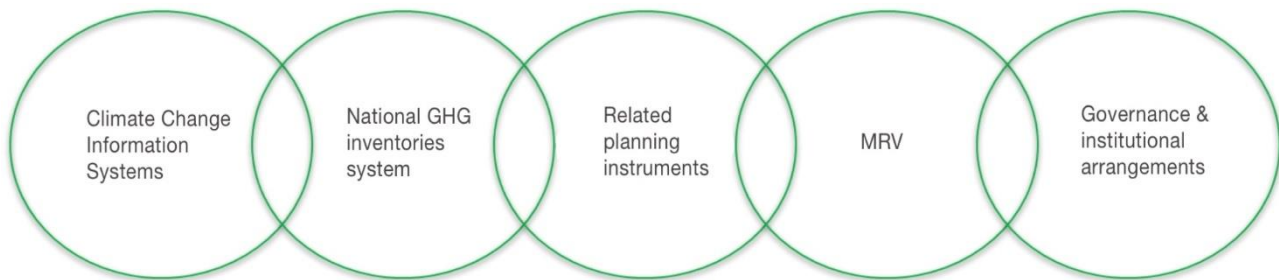 Climate Change
Information
Systems
National GHG
inventories
system
Related
planning
instruments
MRV
Governance &
institutional
arrangements